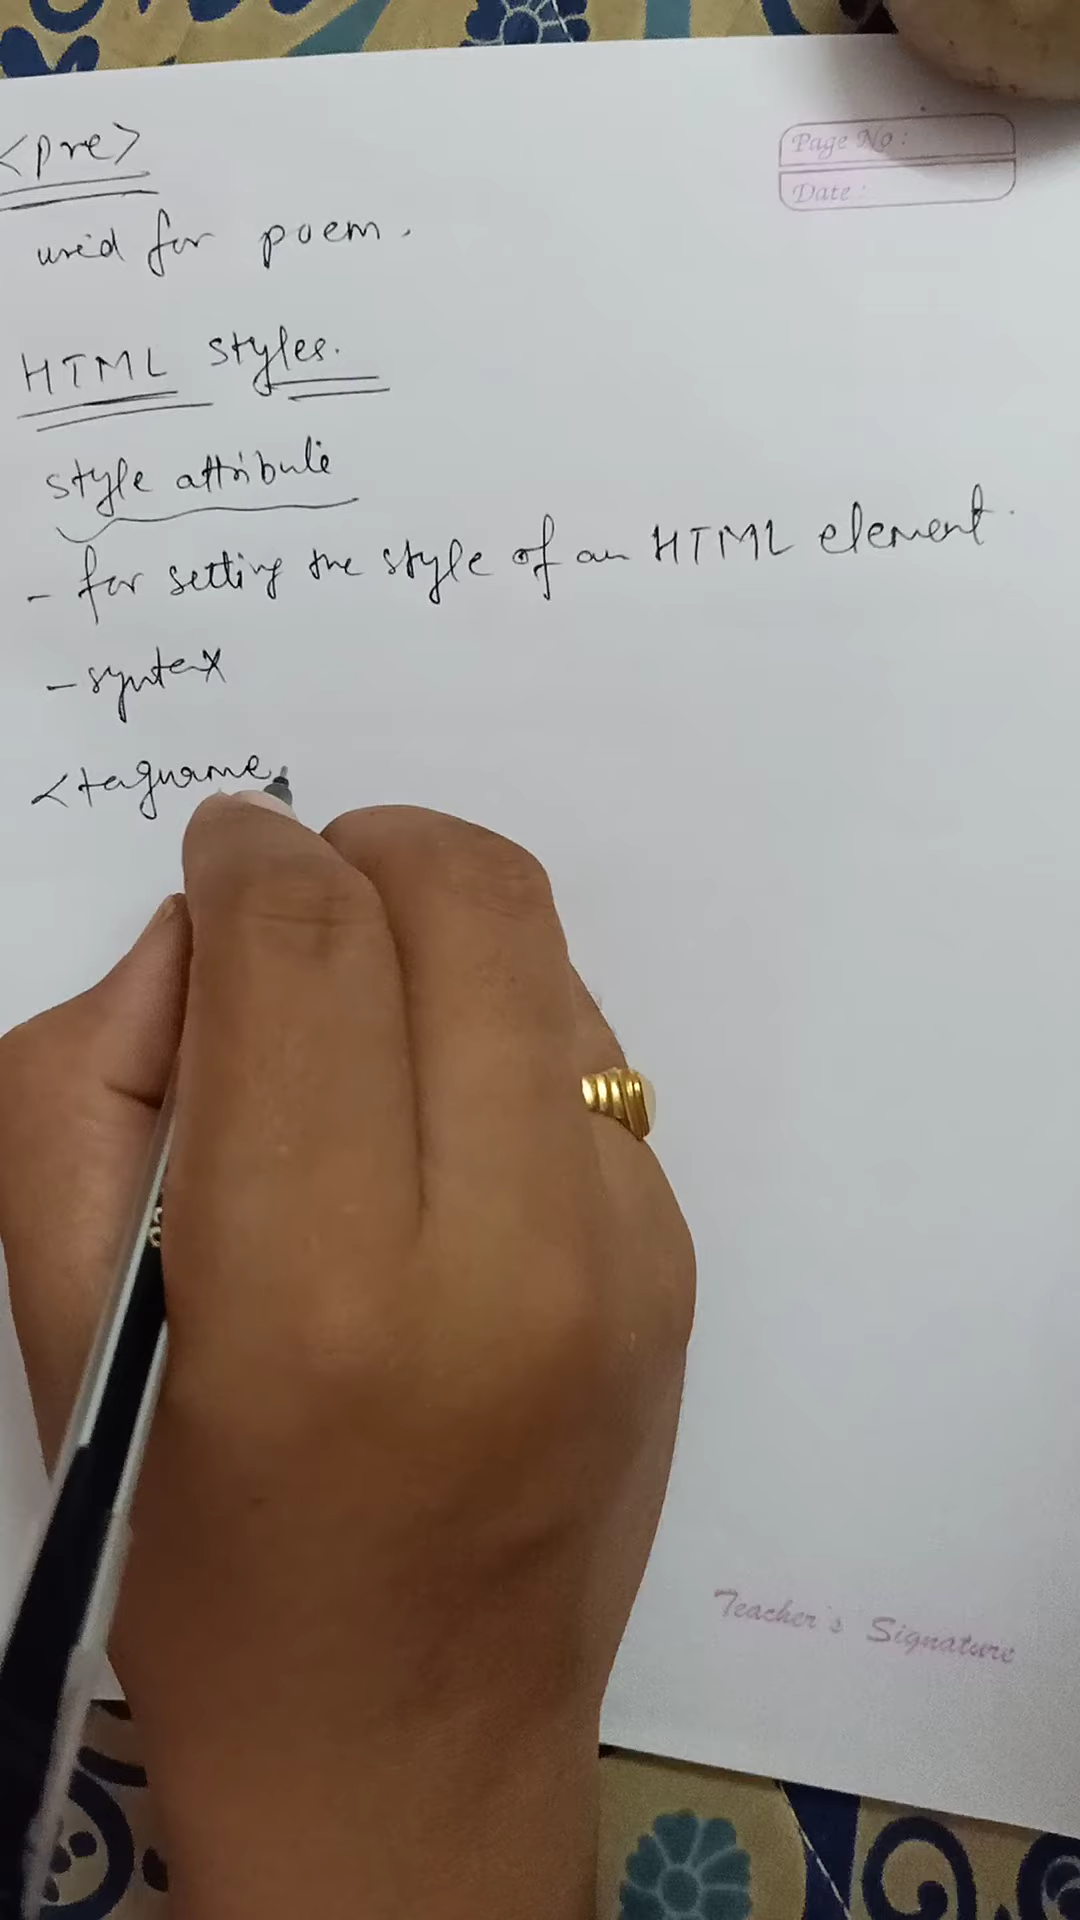 <pre>
Page No :
Date :
used for poem.
HTML styles.
style attribute
- for setting the style of an HTML element.
- syntax
<tagname
Teacher's Signature